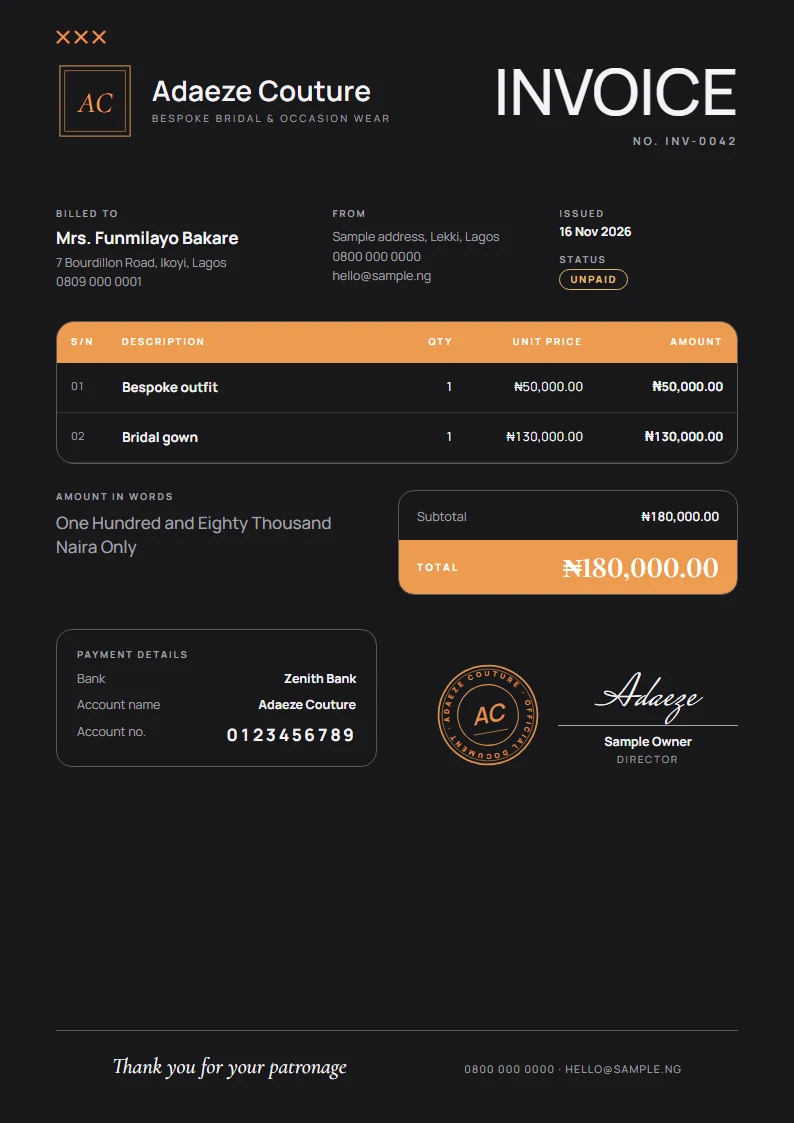 ×××
AC
Adaeze Couture
BESPOKE BRIDAL & OCCASION WEAR
INVOICE
NO. INV-0042
BILLED TO
Mrs. Funmilayo Bakare
7 Bourdillon Road, Ikoyi, Lagos
0809 000 0001
FROM
Sample address, Lekki, Lagos
0800 000 0000
hello@sample.ng
ISSUED
16 Nov 2026
STATUS
UNPAID
S/N DESCRIPTION QTY UNIT PRICE AMOUNT
01 Bespoke outfit 1 ₦50,000.00 ₦50,000.00
02 Bridal gown 1 ₦130,000.00 ₦130,000.00
AMOUNT IN WORDS
One Hundred and Eighty Thousand
Naira Only
Subtotal ₦180,000.00
TOTAL ₦180,000.00
PAYMENT DETAILS
Bank Zenith Bank
Account name Adaeze Couture
Account no. 0123456789
ADAEZE COUTURE · OFFICIAL DOCUMENT ·
AC
Adaeze
Sample Owner
DIRECTOR
Thank you for your patronage
0800 000 0000 · HELLO@SAMPLE.NG